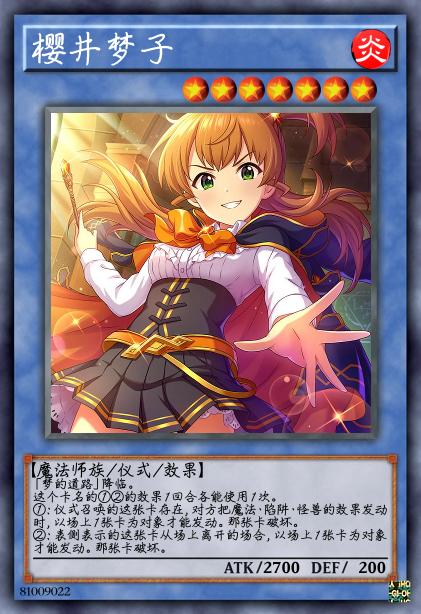 樱井梦子
炎
【魔法师族/仪式/效果】
「梦的道路」降临。
这个卡名的①②的效果1回合各能使用1次。
①:仪式召唤的这张卡存在,对方把魔法·陷阱·怪兽的效果发动
时,以场上1张卡为对象才能发动。那张卡破坏。
②:表侧表示的这张卡从场上离开的场合,以场上1张卡为对象
才能发动。那张卡破坏。
ATK/2700 DEF/ 200
81009022